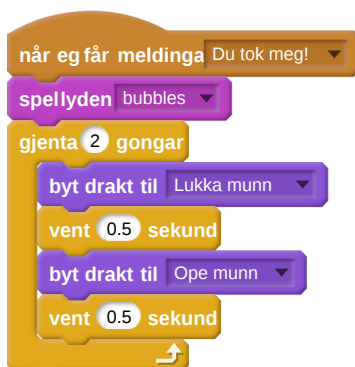 når eg får meldinga Du tok meg!
spel lyden bubbles
gjenta 2 gongar
byt drakt til Lukka munn
vent 0.5 sekund
byt drakt til Ope munn
vent 0.5 sekund